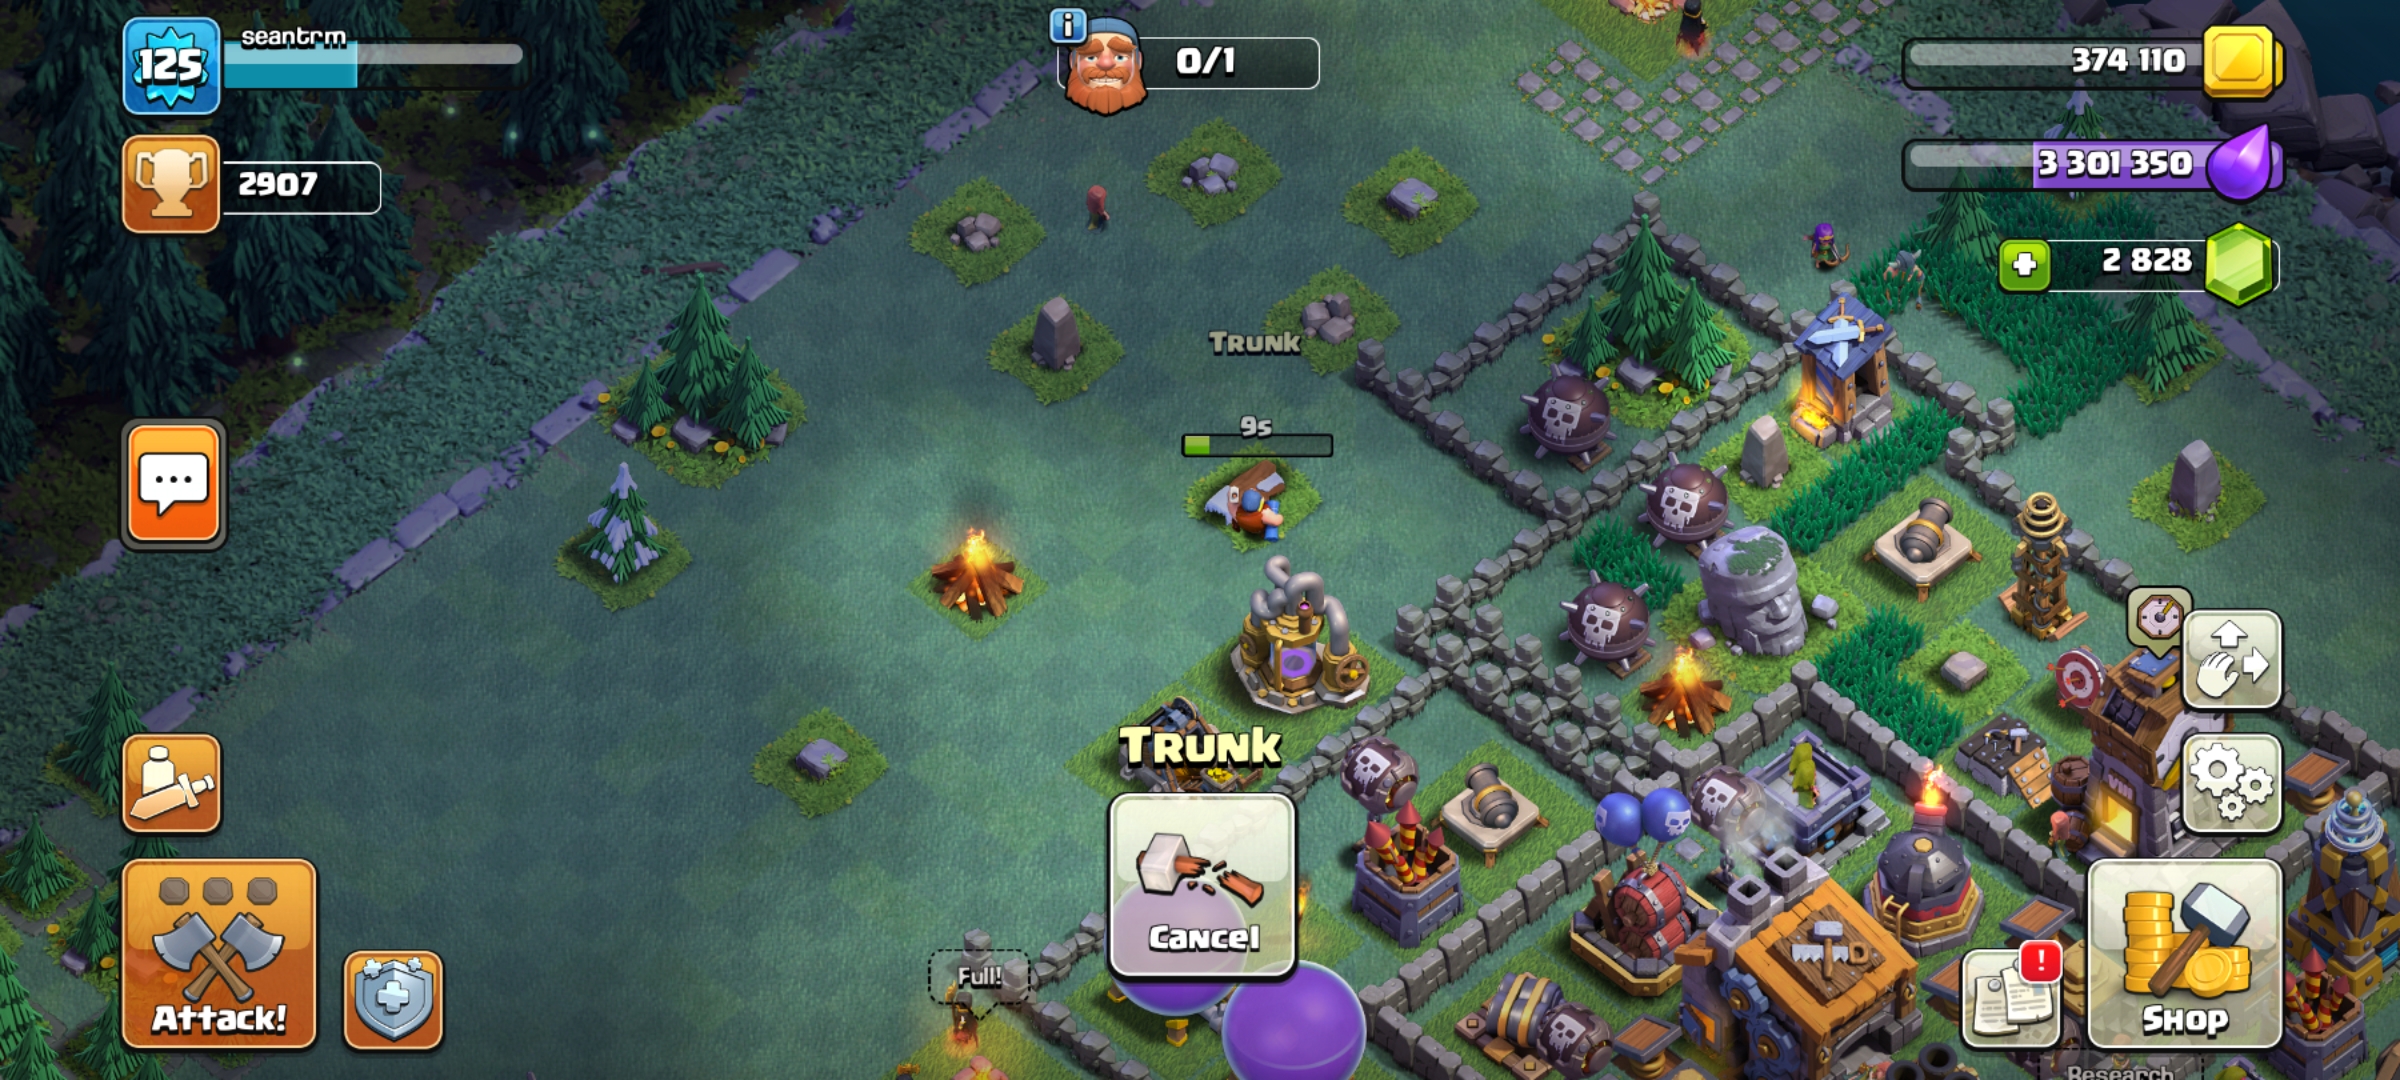 125
seantrm
i
0/1
374 110
2907
3 301 350
2 828
Trunk
9s
Trunk
Cancel
Full!
Attack!
!
Shop
Research